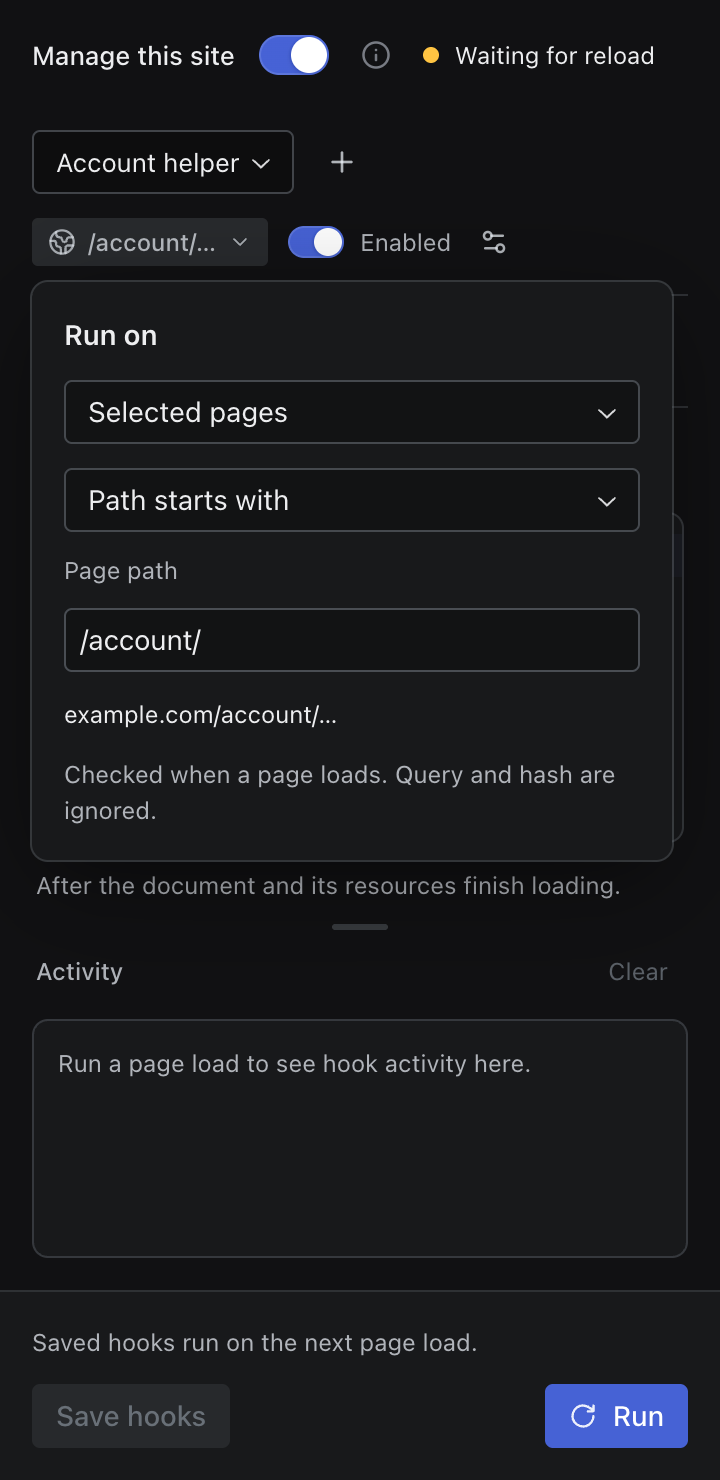 Manage this site
Waiting for reload
Account helper
/account/...
Enabled
Run on
Selected pages
Path starts with
Page path
/account/
example.com/account/...
Checked when a page loads. Query and hash are
ignored.
After the document and its resources finish loading.
Activity
Clear
Run a page load to see hook activity here.
Saved hooks run on the next page load.
Save hooks
Run